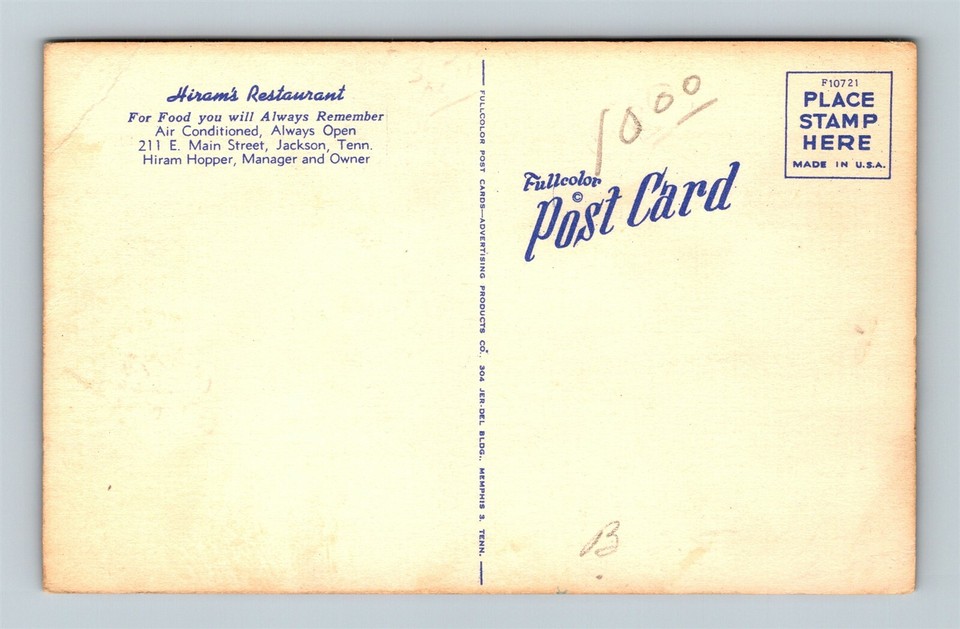 Hiram's Restaurant
For Food you will Always Remember
Air Conditioned, Always Open
211 E. Main Street, Jackson, Tenn.
Hiram Hopper, Manager and Owner
FULLCOLOR POST CARDS—ADVERTISING PRODUCTS CO., 304 JER-DEL BLDG., MEMPHIS 3, TENN.
10 00
Fullcolor
©
Post Card
F10721
PLACE
STAMP
HERE
MADE IN U.S.A.
B